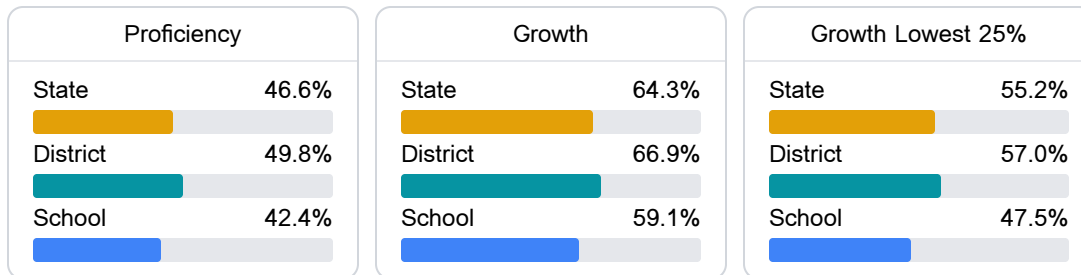 Proficiency
State 46.6%
District 49.8%
School 42.4%
Growth
State 64.3%
District 66.9%
School 59.1%
Growth Lowest 25%
State 55.2%
District 57.0%
School 47.5%